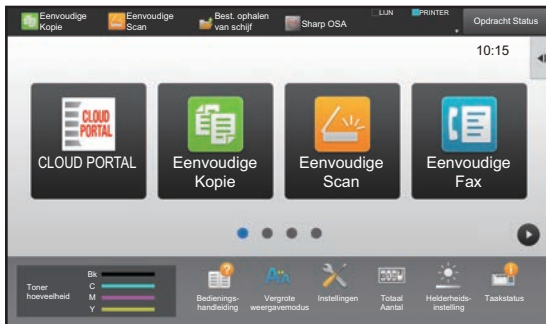 Eenvoudige
Kopie
Eenvoudige
Scan
Best. ophalen
van schijf
Sharp OSA
LIJN
PRINTER
Opdracht Status
10:15
CLOUD
PORTAL
CLOUD PORTAL
Eenvoudige
Kopie
Eenvoudige
Scan
Eenvoudige
Fax
Toner
hoeveelheid
Bk
C
M
Y
Bedienings-
handleiding
Vergrote
weergavemodus
Instellingen
Totaal
Aantal
Helderheids-
instelling
Taakstatus